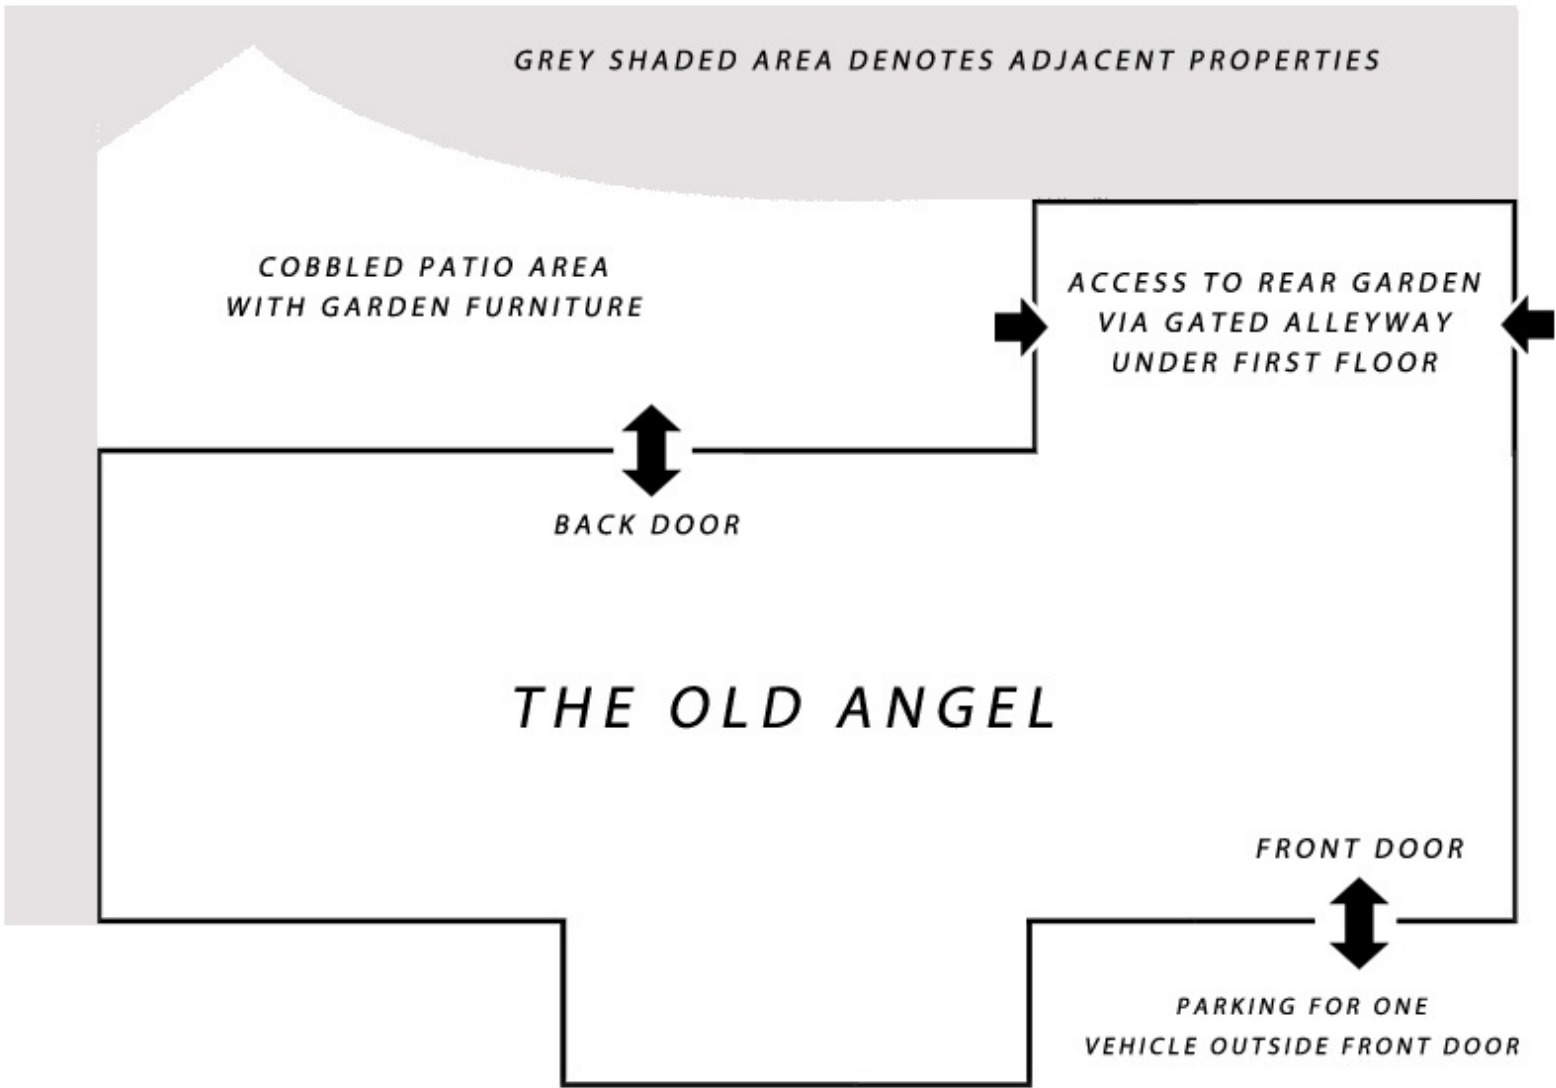 GREY SHADED AREA DENOTES ADJACENT PROPERTIES
COBBLED PATIO AREA
WITH GARDEN FURNITURE
ACCESS TO REAR GARDEN
VIA GATED ALLEYWAY
UNDER FIRST FLOOR
BACK DOOR
THE OLD ANGEL
FRONT DOOR
PARKING FOR ONE
VEHICLE OUTSIDE FRONT DOOR